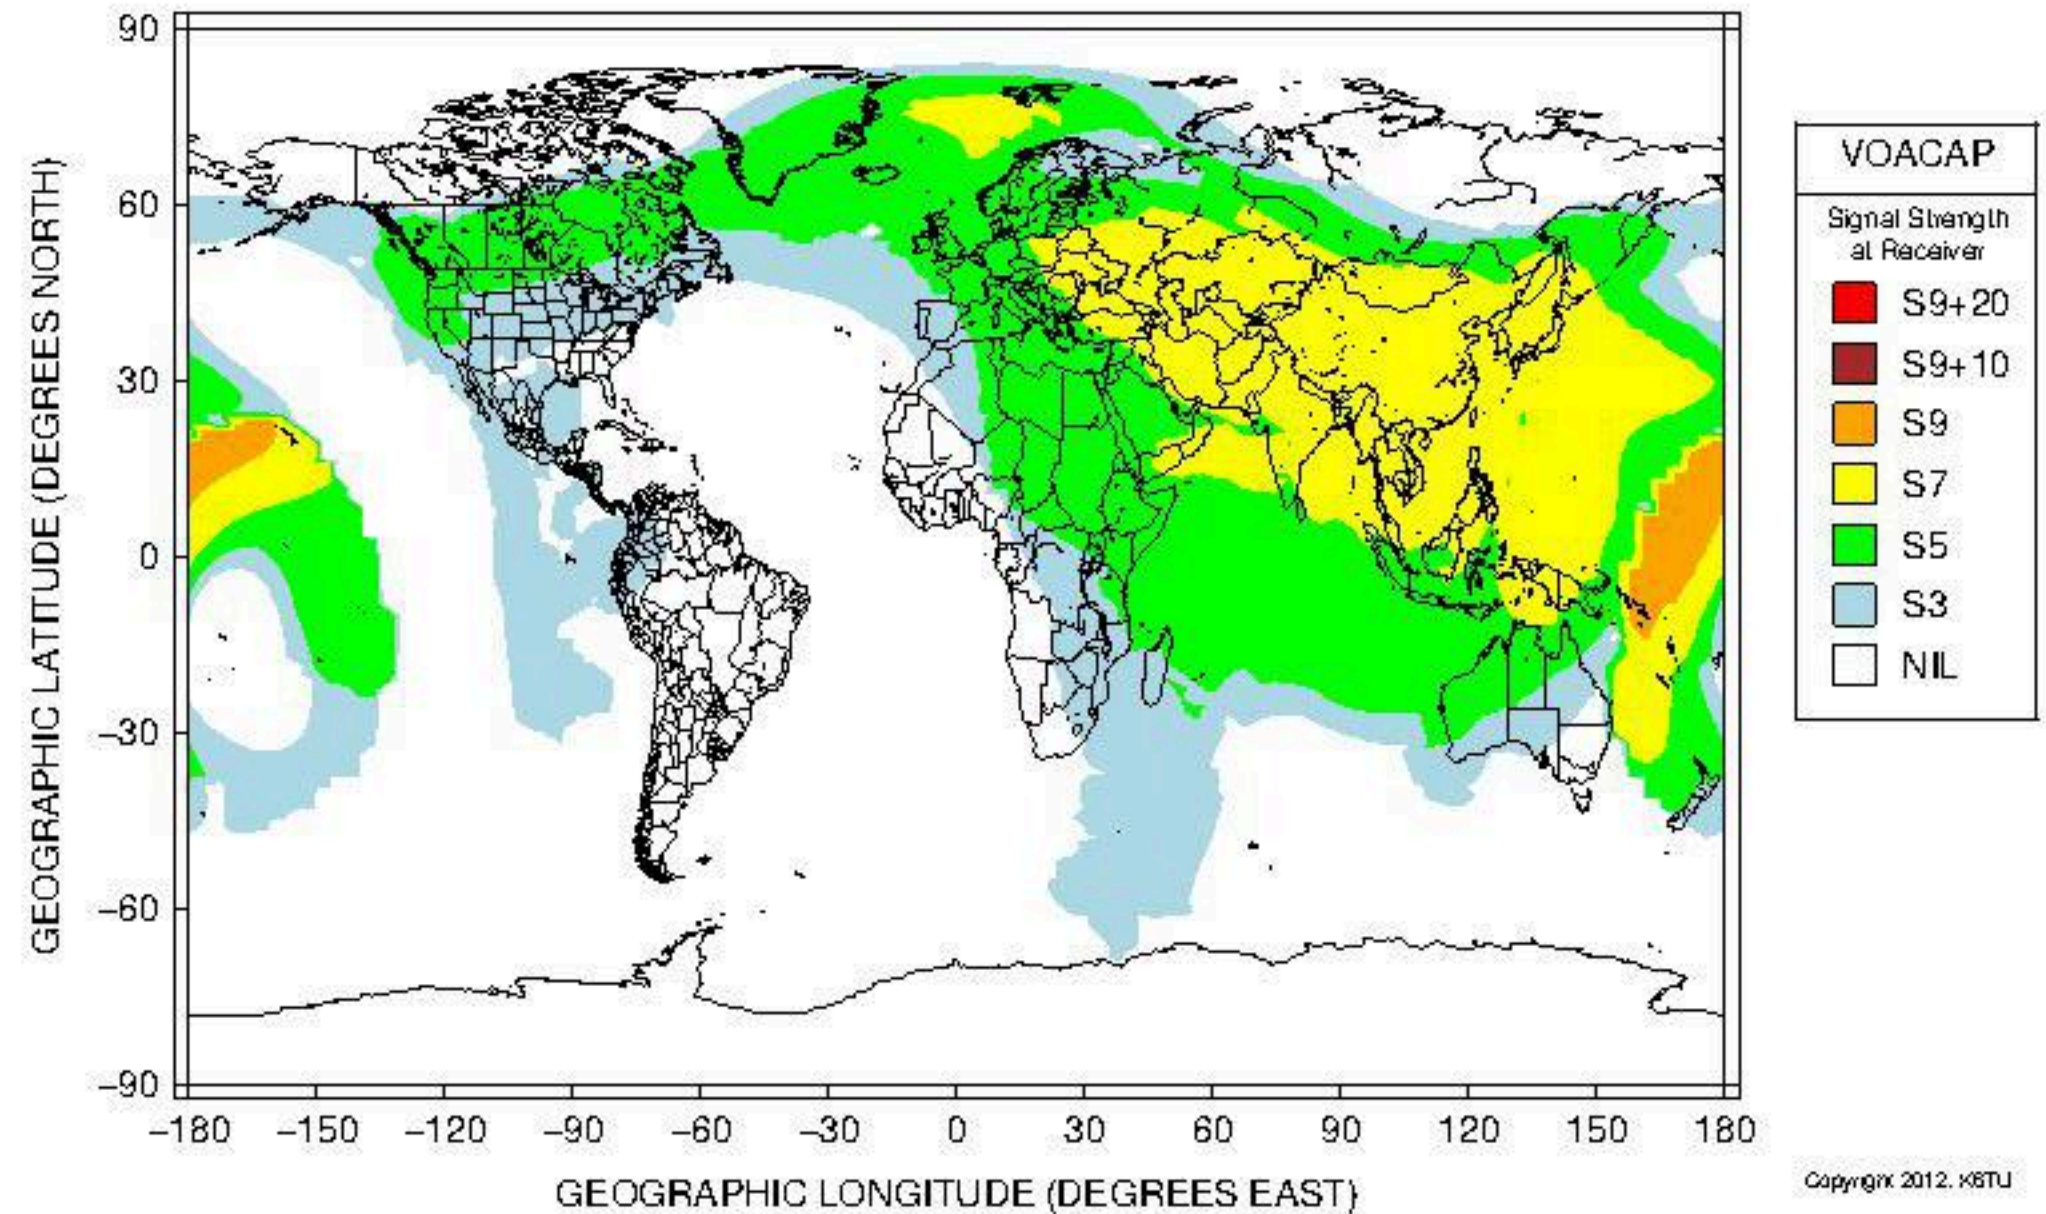 GEOGRAPHIC LATITUDE (DEGREES NORTH)
90
60
30
0
−30
−60
−90
−180 −150 −120 −90 −60 −30 0 30 60 90 120 150 180
GEOGRAPHIC LONGITUDE (DEGREES EAST)
VOACAP
Signal Strength
at Receiver
S9+20
S9+10
S9
S7
S5
S3
NIL
Copyright 2012. K6TU